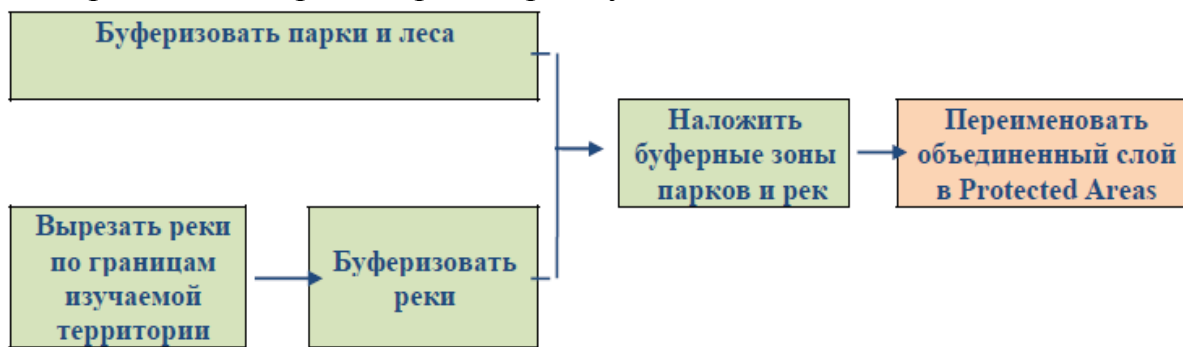 Буферизовать парки и леса
Наложить
буферные зоны
парков и рек
Переименовать
объединенный слой
в Protected Areas
Вырезать реки
по границам
изучаемой
территории
Буферизовать
реки